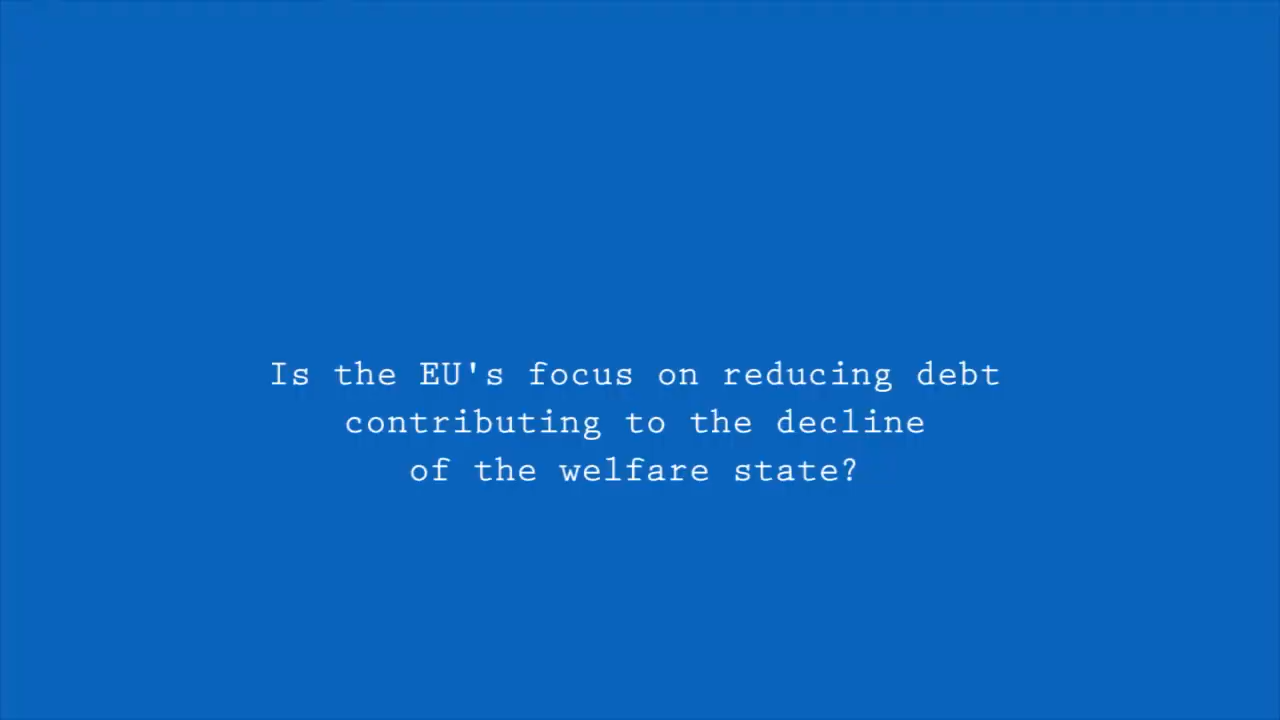 Is the EU's focus on reducing debt
contributing to the decline
of the welfare state?